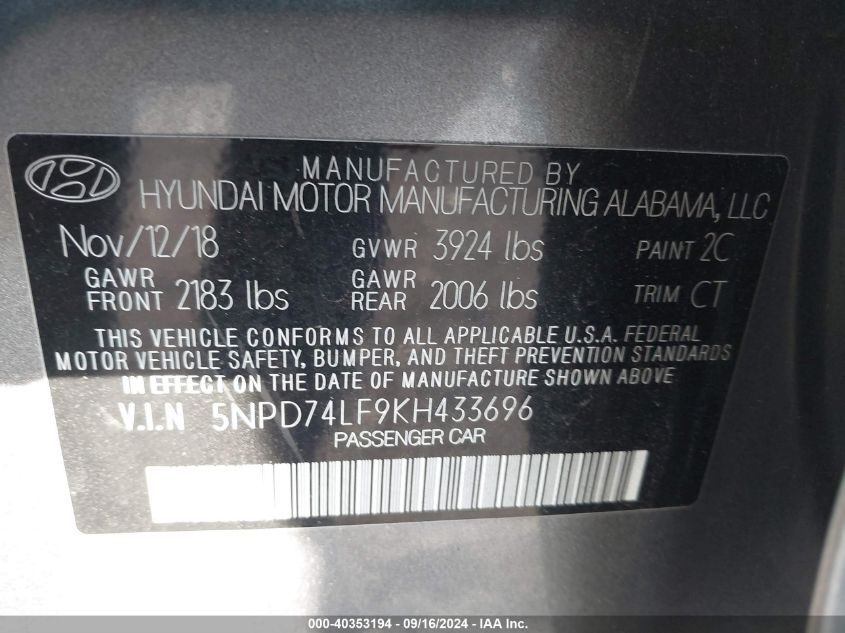 MANUFACTURED BY
HYUNDAI MOTOR MANUFACTURING ALABAMA, LLC
Nov/12/18 GVWR 3924 lbs PAINT 2C
GAWR FRONT 2183 lbs GAWR REAR 2006 lbs TRIM CT
THIS VEHICLE CONFORMS TO ALL APPLICABLE U.S.A. FEDERAL
MOTOR VEHICLE SAFETY, BUMPER, AND THEFT PREVENTION STANDARDS
IN EFFECT ON THE DATE OF MANUFACTURE SHOWN ABOVE.
V.I.N 5NPD74LF9KH433696
PASSENGER CAR
000-40353194 - 09/16/2024 - IAA Inc.